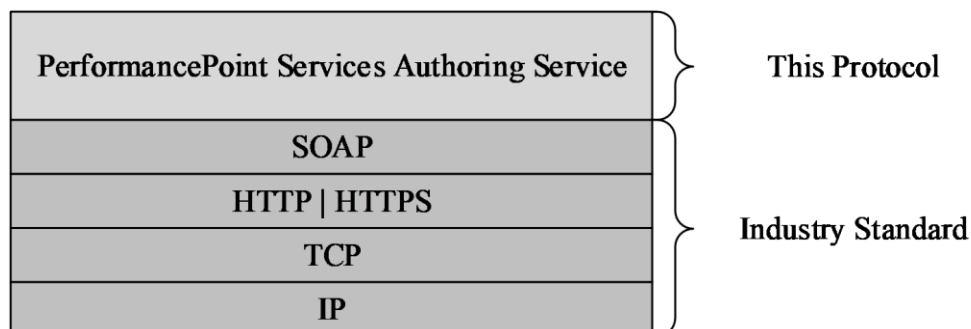 PerformancePoint Services Authoring Service
This Protocol
SOAP
HTTP | HTTPS
TCP
IP
Industry Standard